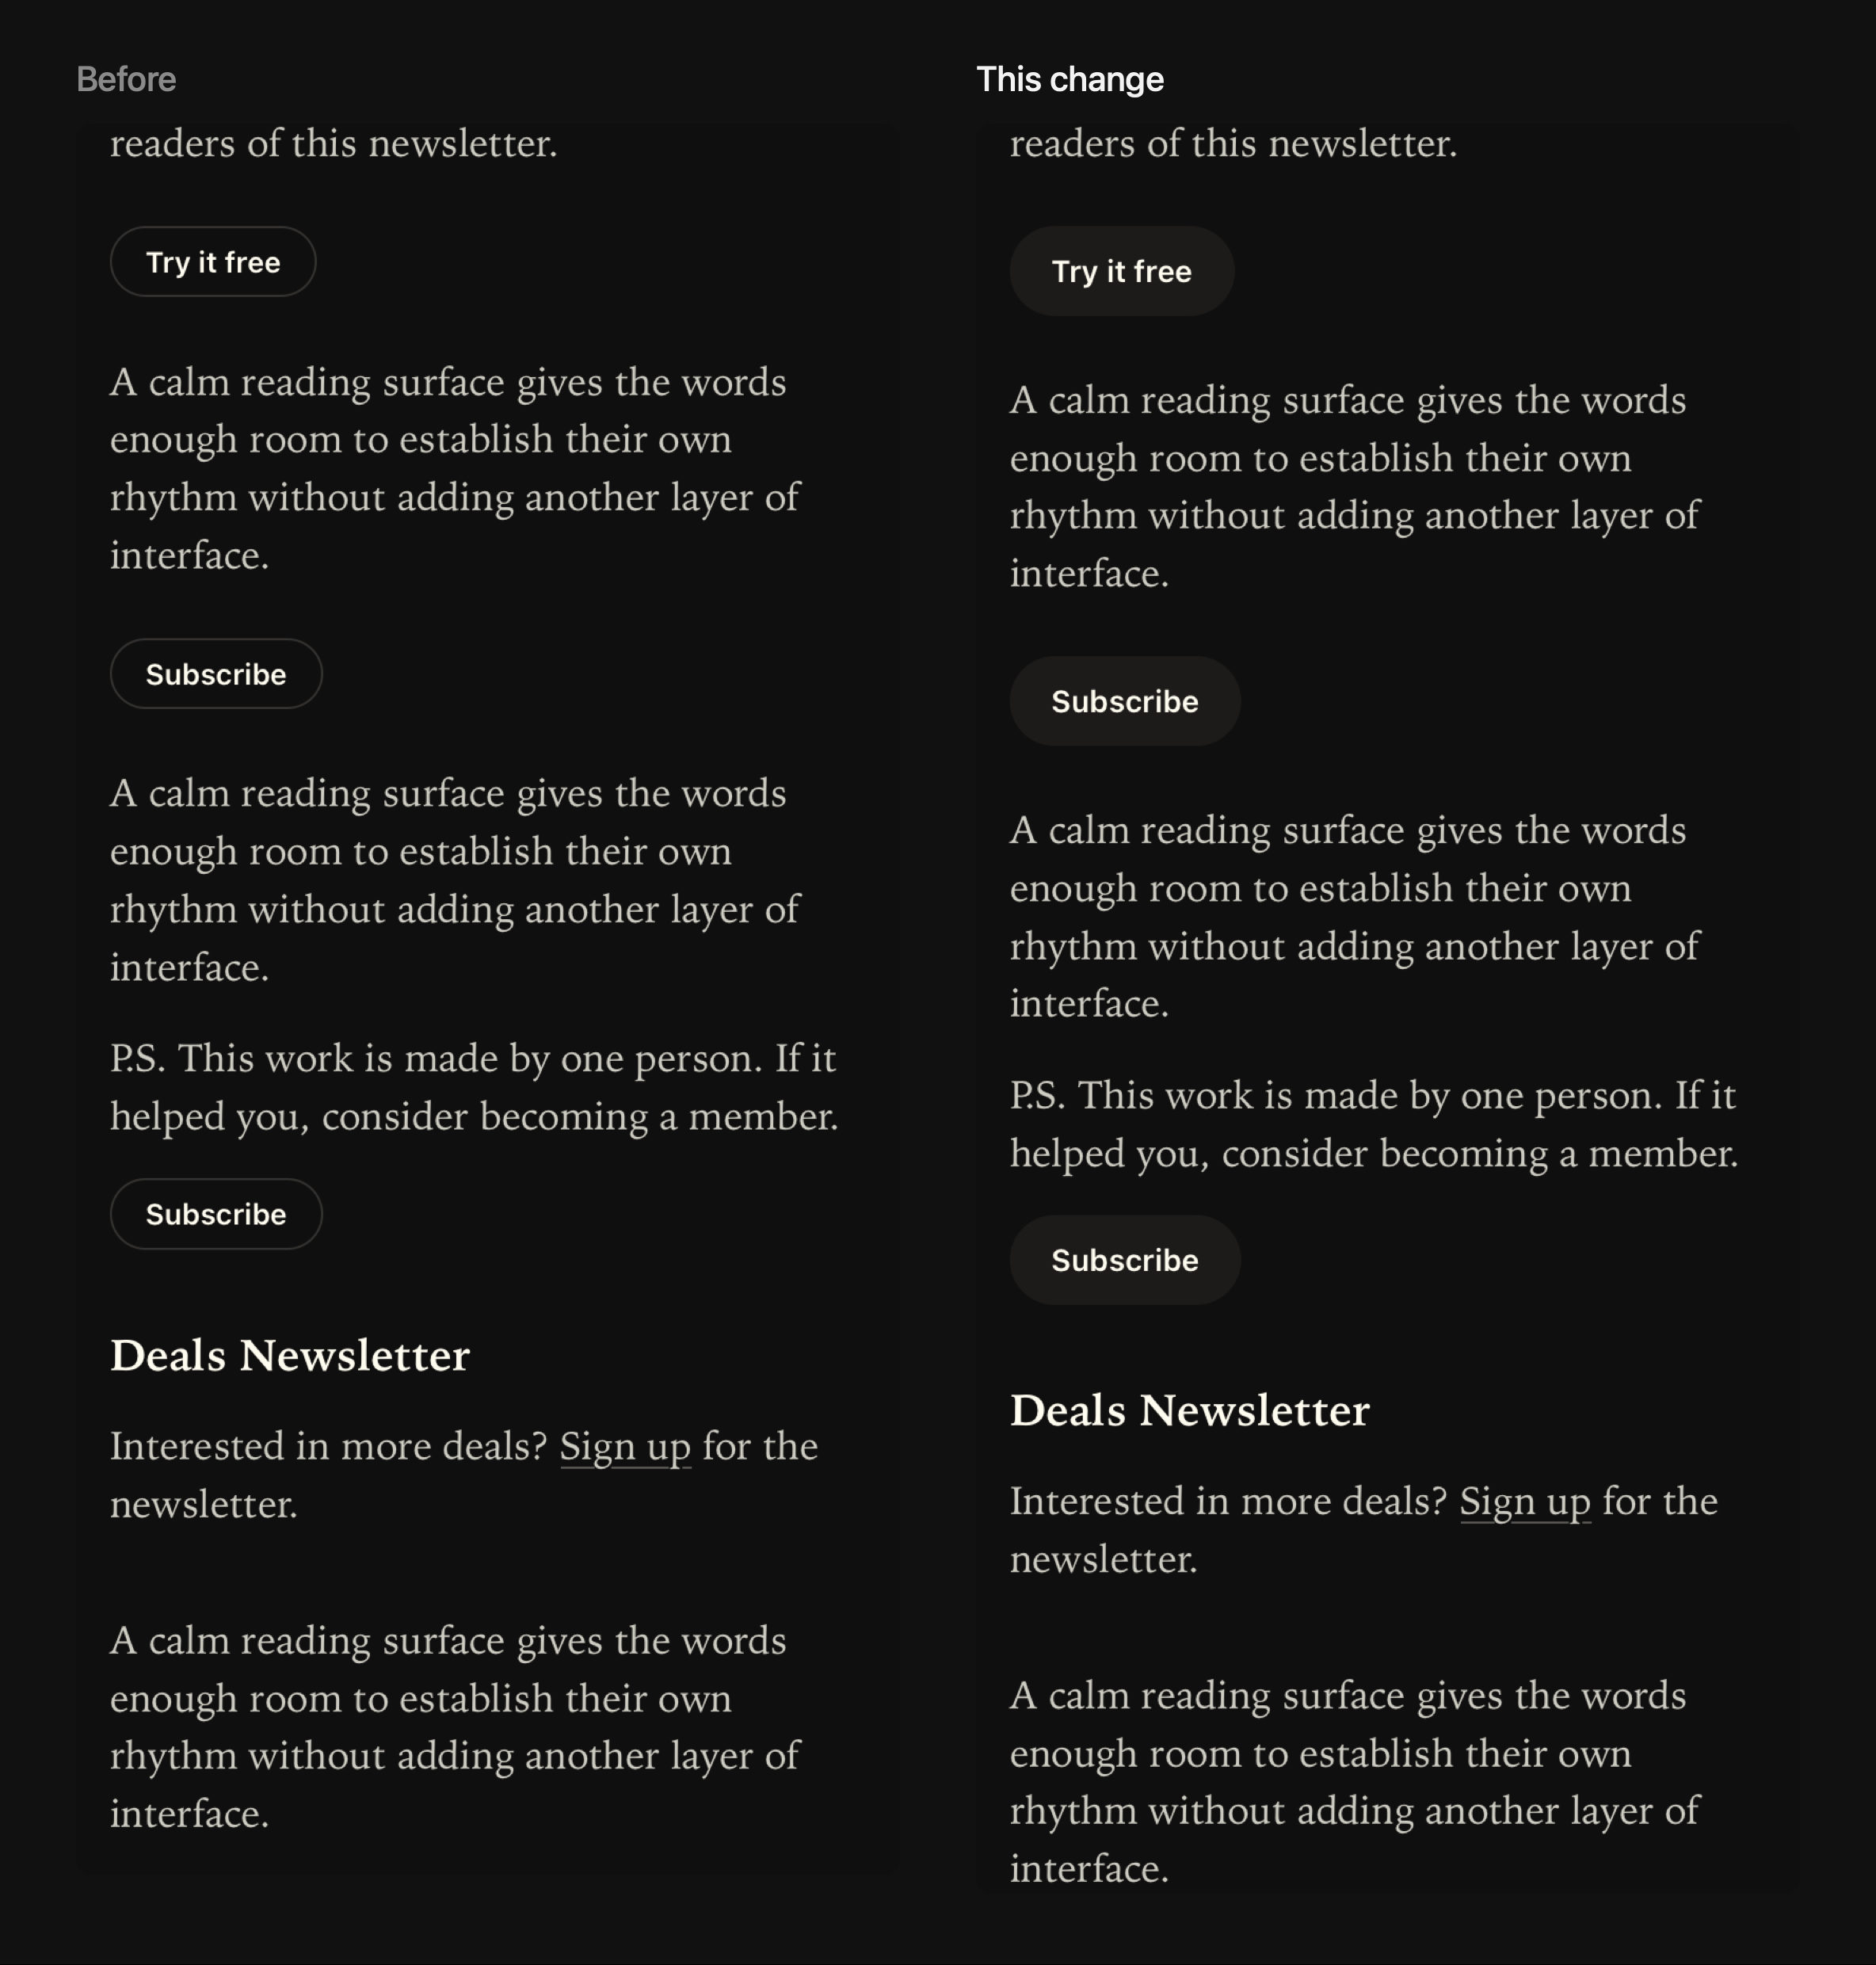 Before
readers of this newsletter.
Try it free
A calm reading surface gives the words
enough room to establish their own
rhythm without adding another layer of
interface.
Subscribe
A calm reading surface gives the words
enough room to establish their own
rhythm without adding another layer of
interface.
P.S. This work is made by one person. If it
helped you, consider becoming a member.
Subscribe
Deals Newsletter
Interested in more deals? Sign up for the
newsletter.
A calm reading surface gives the words
enough room to establish their own
rhythm without adding another layer of
interface.
This change
readers of this newsletter.
Try it free
A calm reading surface gives the words
enough room to establish their own
rhythm without adding another layer of
interface.
Subscribe
A calm reading surface gives the words
enough room to establish their own
rhythm without adding another layer of
interface.
P.S. This work is made by one person. If it
helped you, consider becoming a member.
Subscribe
Deals Newsletter
Interested in more deals? Sign up for the
newsletter.
A calm reading surface gives the words
enough room to establish their own
rhythm without adding another layer of
interface.